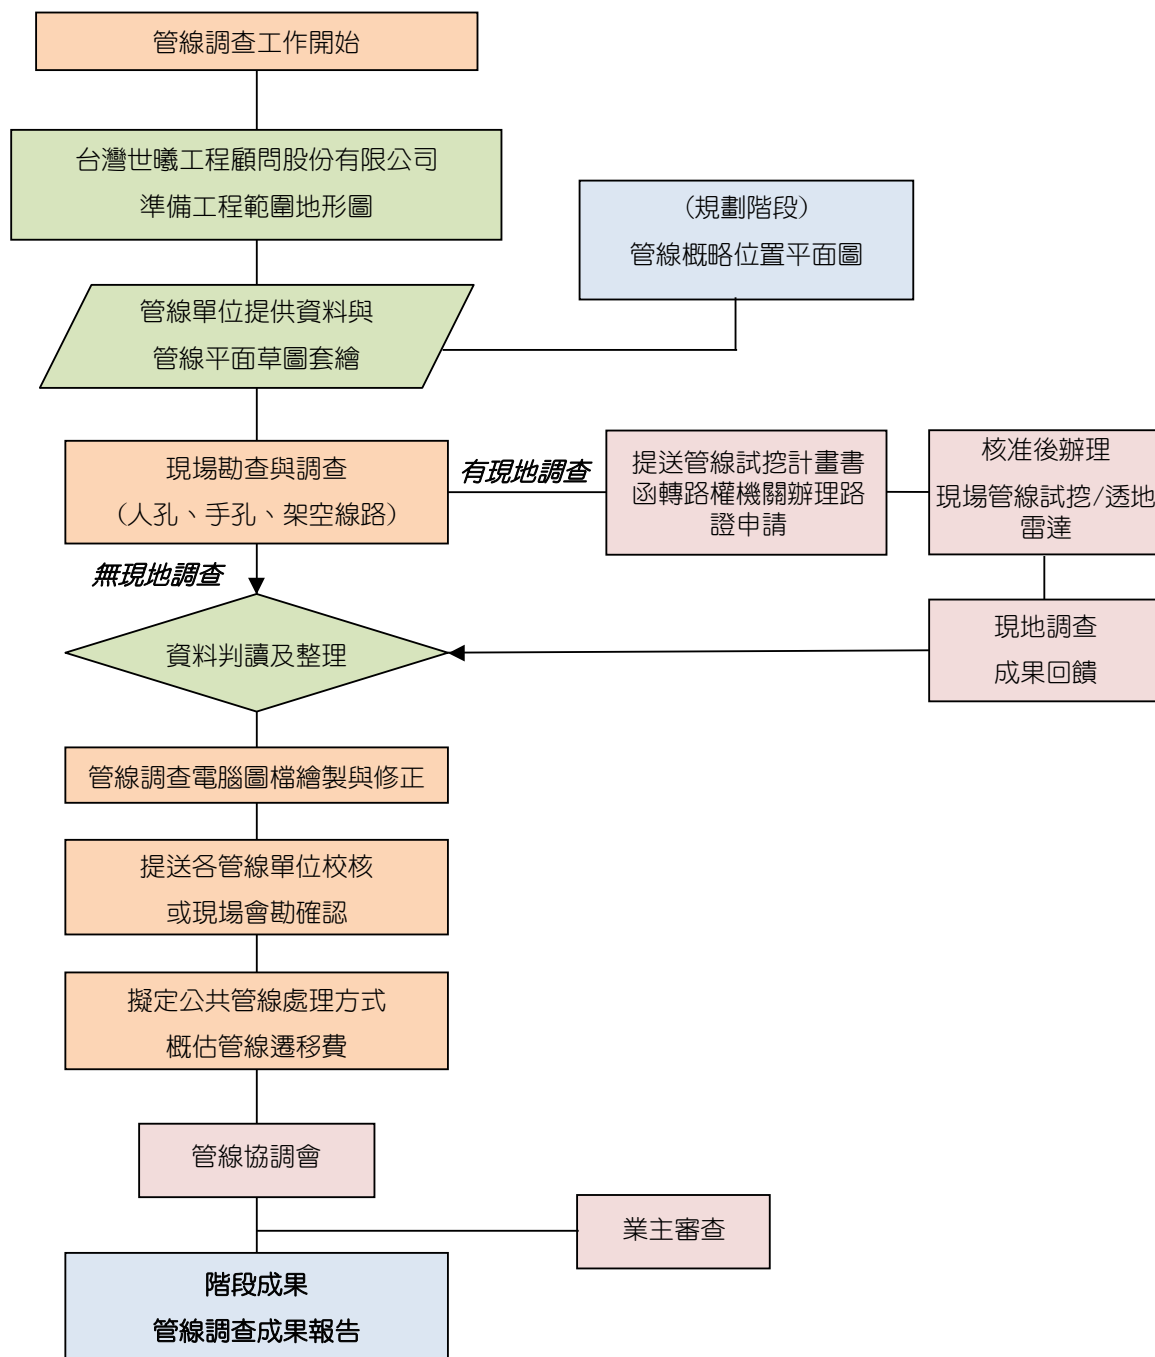 管線調查工作開始
台灣世曦工程顧問股份有限公司
準備工程範圍地形圖
(規劃階段)
管線概略位置平面圖
管線單位提供資料與
管線平面草圖套繪
現場勘查與調查
(人孔、手孔、架空線路)
有現地調查
提送管線試挖計畫書
函轉路權機關辦理路
證申請
核准後辦理
現場管線試挖/透地
雷達
無現地調查
現地調查
成果回饋
資料判讀及整理
管線調查電腦圖檔繪製與修正
提送各管線單位校核
或現場會勘確認
擬定公共管線處理方式
概估管線遷移費
管線協調會
業主審查
階段成果
管線調查成果報告